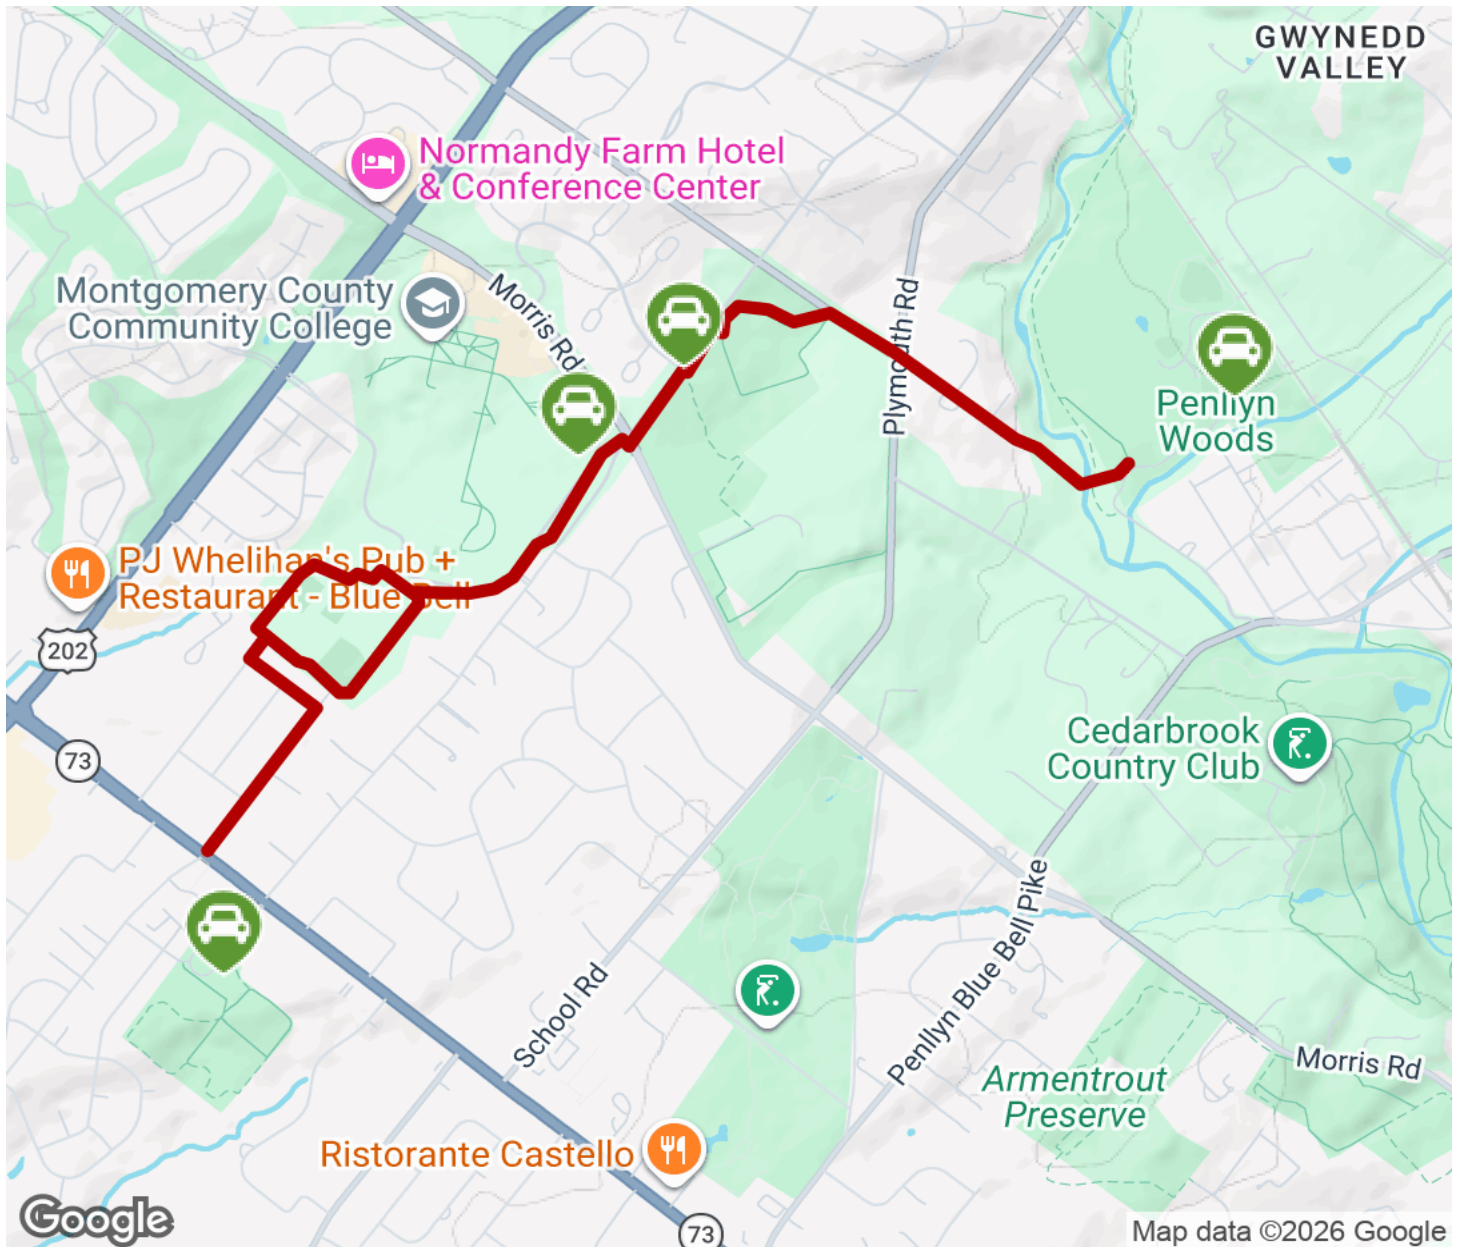 GWYNEDD
VALLEY
Normandy Farm Hotel
& Conference Center
Montgomery County
Community College
Morris Rd
Plymouth Rd
Penllyn
Woods
PJ Whelihan's Pub +
Restaurant - Blue Bell
202
73
Cedarbrook
Country Club
School Rd
Penllyn Blue Bell Pike
Morris Rd
Armentrout
Preserve
Ristorante Castello
73
Google
Map data ©2026 Google